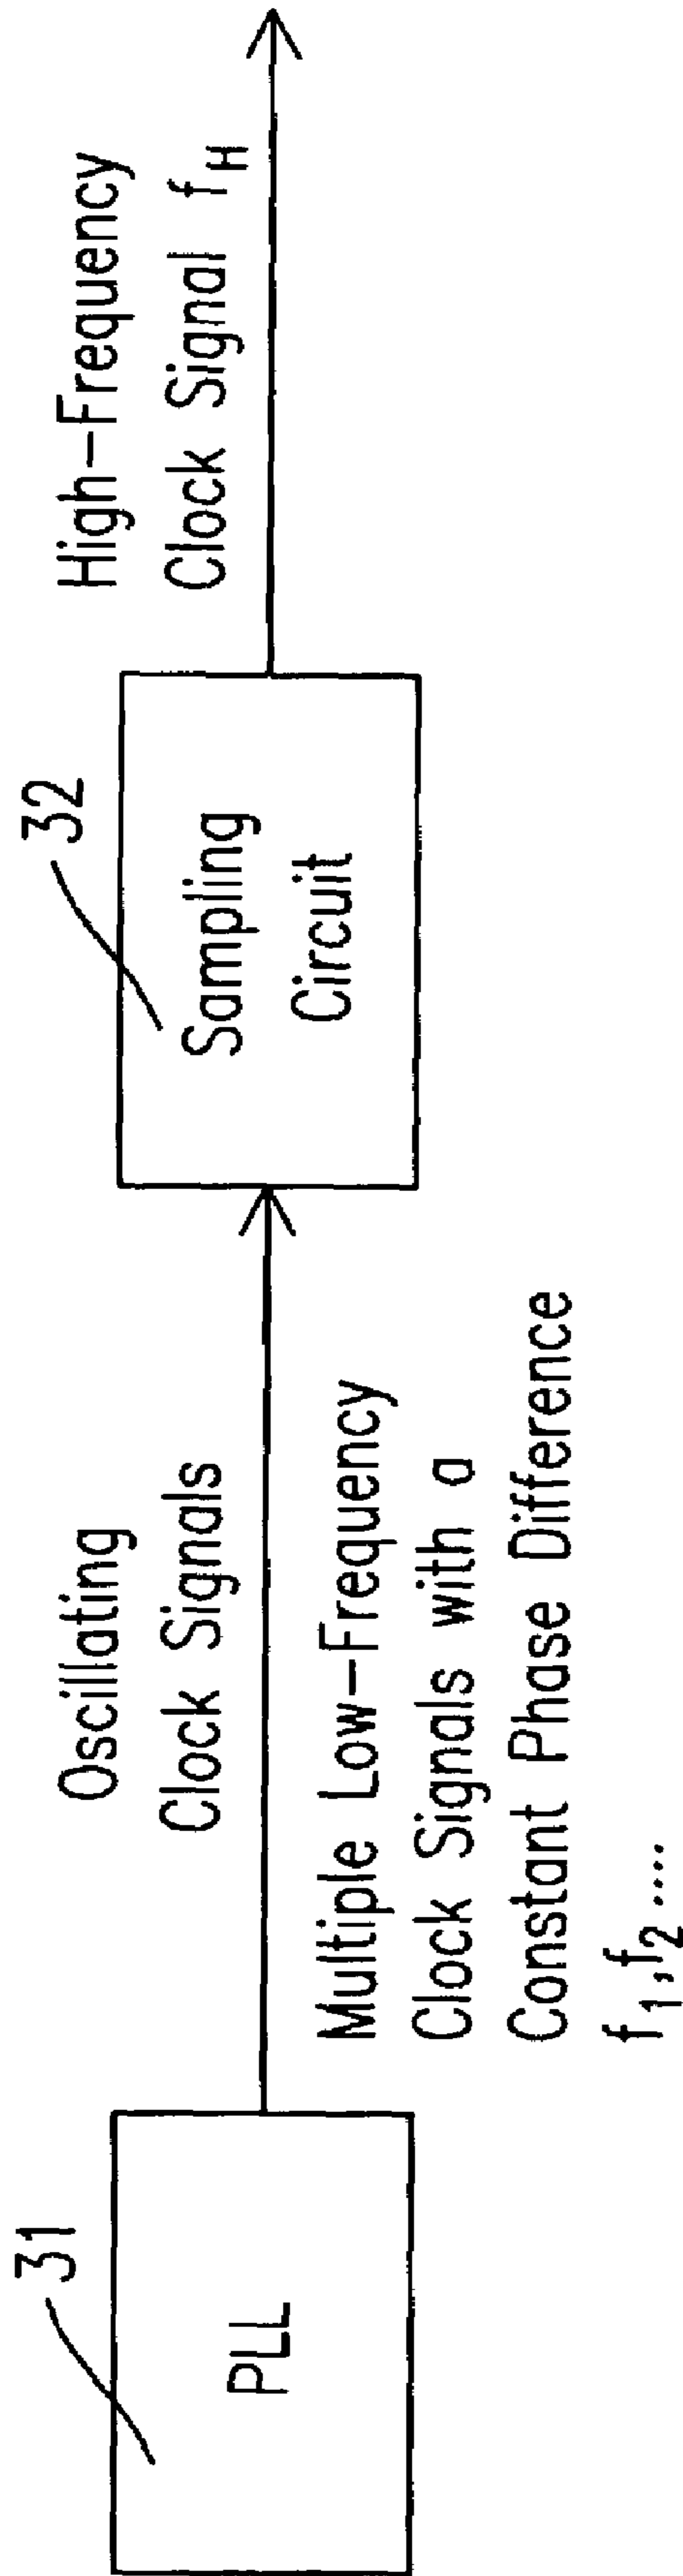 31
PLL
Oscillating
Clock Signals
Multiple Low-Frequency
Clock Signals with a
Constant Phase Difference
f1,f2 ....
32
Sampling
Circuit
High-Frequency
Clock Signal fH